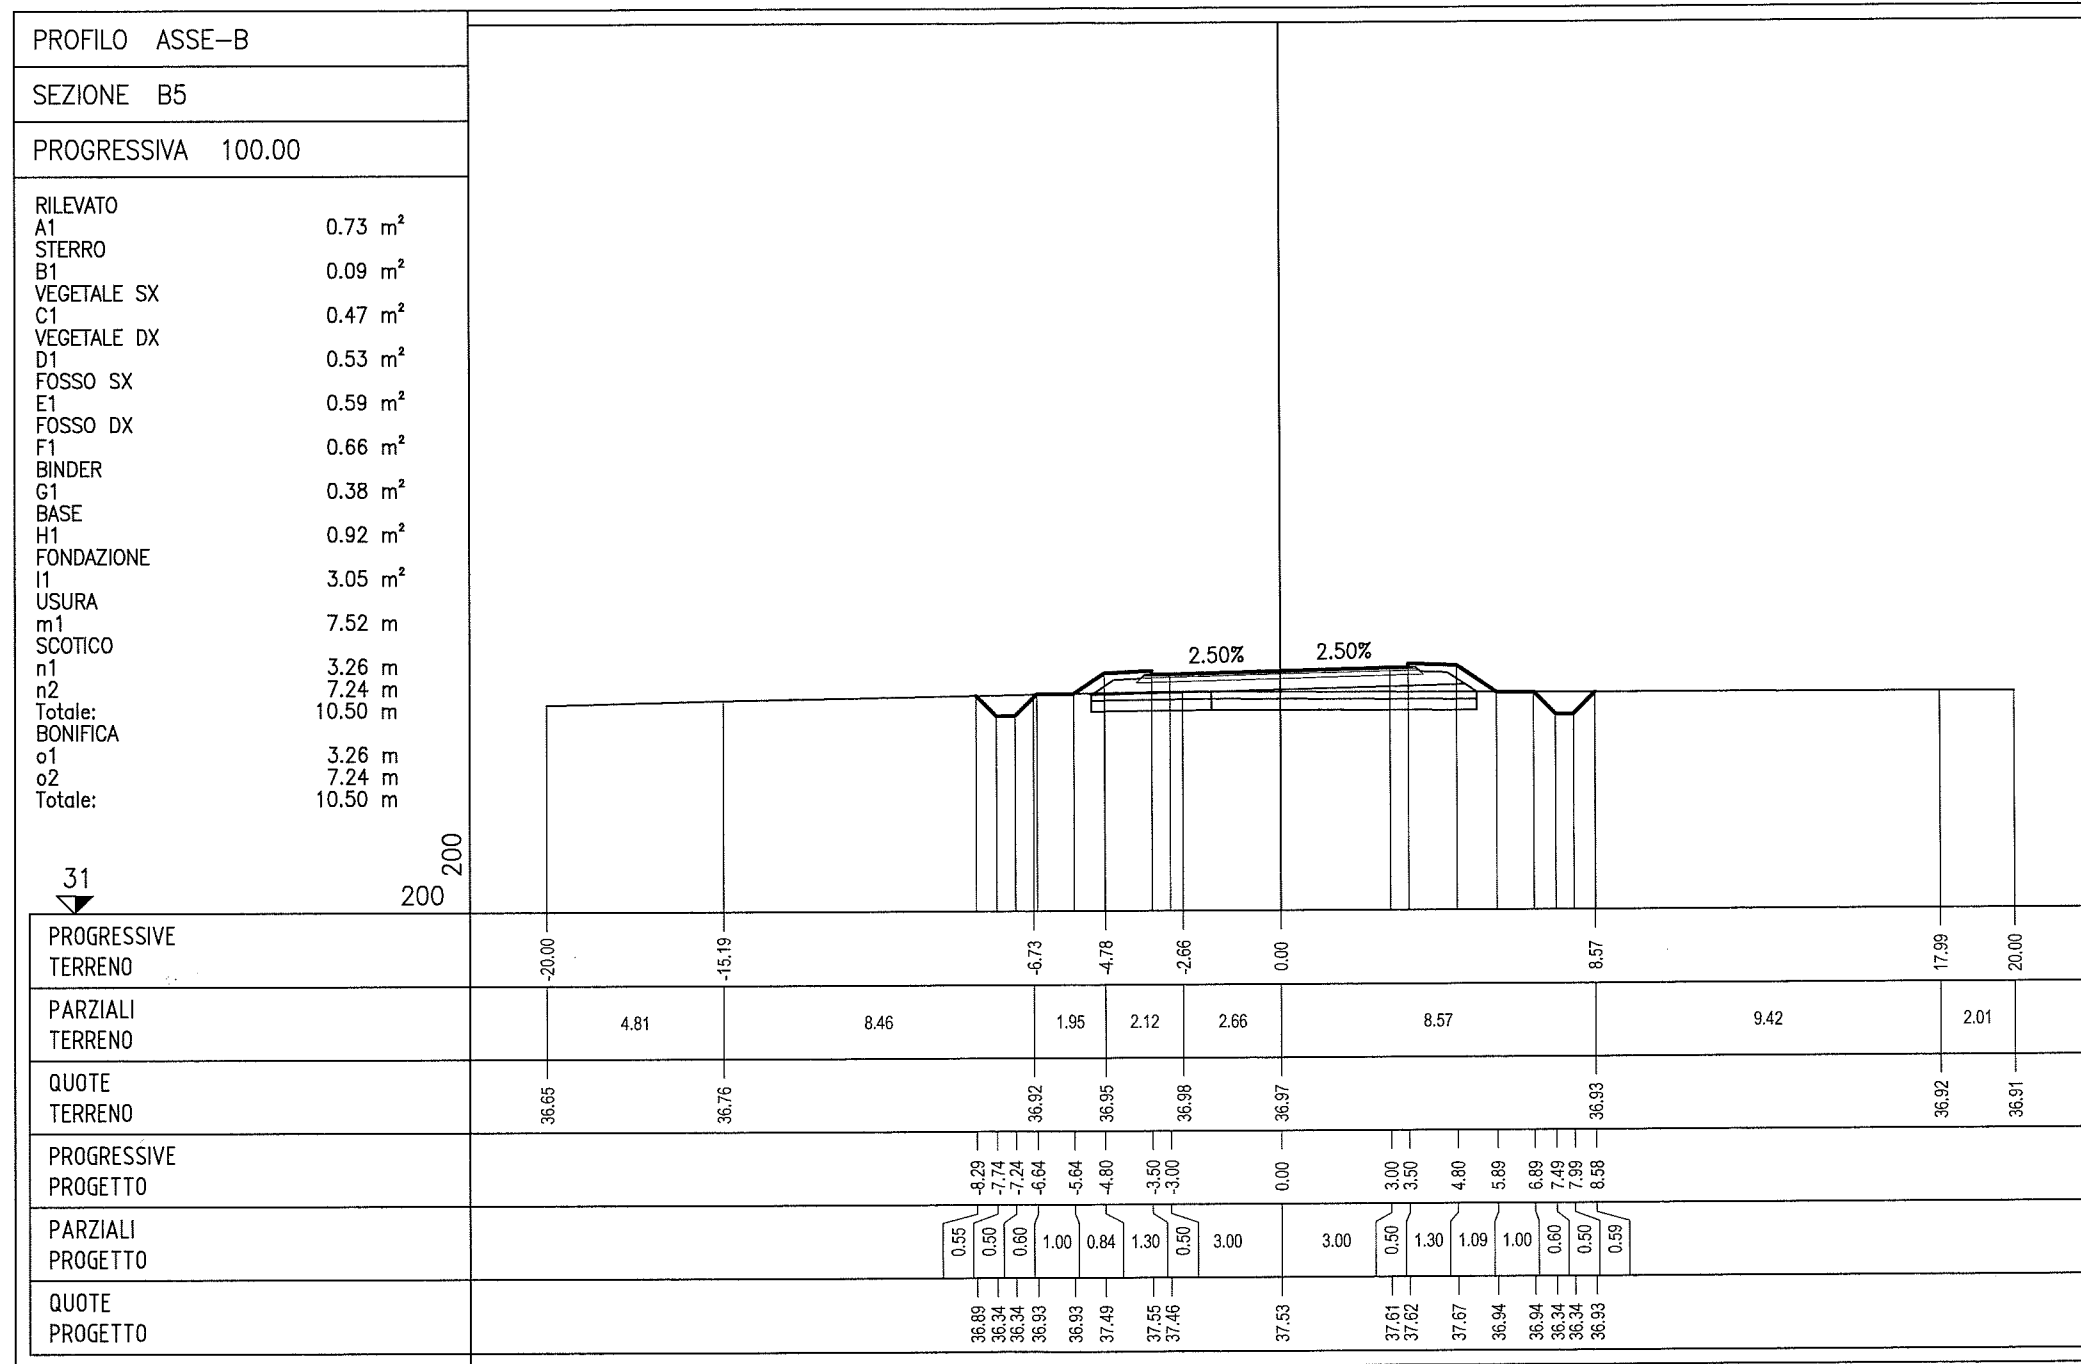 PROFILO ASSE-B
SEZIONE B5
PROGRESSIVA 100.00
RILEVATO
A1 0.73 m²
STERRO
B1 0.09 m²
VEGETALE SX
C1 0.47 m²
VEGETALE DX
D1 0.53 m²
FOSSO SX
E1 0.59 m²
FOSSO DX
F1 0.66 m²
BINDER
G1 0.38 m²
BASE
H1 0.92 m²
FONDAZIONE
I1 3.05 m²
USURA
m1 7.52 m
SCOTICO
n1 3.26 m
n2 7.24 m
Totale: 10.50 m
BONIFICA
o1 3.26 m
o2 7.24 m
Totale: 10.50 m
31
200
200
2.50% 2.50%
PROGRESSIVE
TERRENO
-20.00 -15.19 -6.73 -4.78 -2.66 0.00 8.57 17.99 20.00
PARZIALI
TERRENO
4.81 8.46 1.95 2.12 2.66 8.57 9.42 2.01
QUOTE
TERRENO
36.65 36.76 36.92 36.95 36.98 36.97 36.93 36.92 36.91
PROGRESSIVE
PROGETTO
-8.29 -7.74 -7.24 -6.64 -5.64 -4.80 -3.50 -3.00 0.00 3.00 3.50 4.80 5.89 6.89 7.49 7.99 8.58
PARZIALI
PROGETTO
0.55 0.50 0.60 1.00 0.84 1.30 0.50 3.00 3.00 0.50 1.30 1.09 1.00 0.60 0.50 0.59
QUOTE
PROGETTO
36.89 36.34 36.34 36.93 36.93 37.49 37.55 37.46 37.53 37.61 37.62 37.67 36.94 36.94 36.34 36.34 36.93